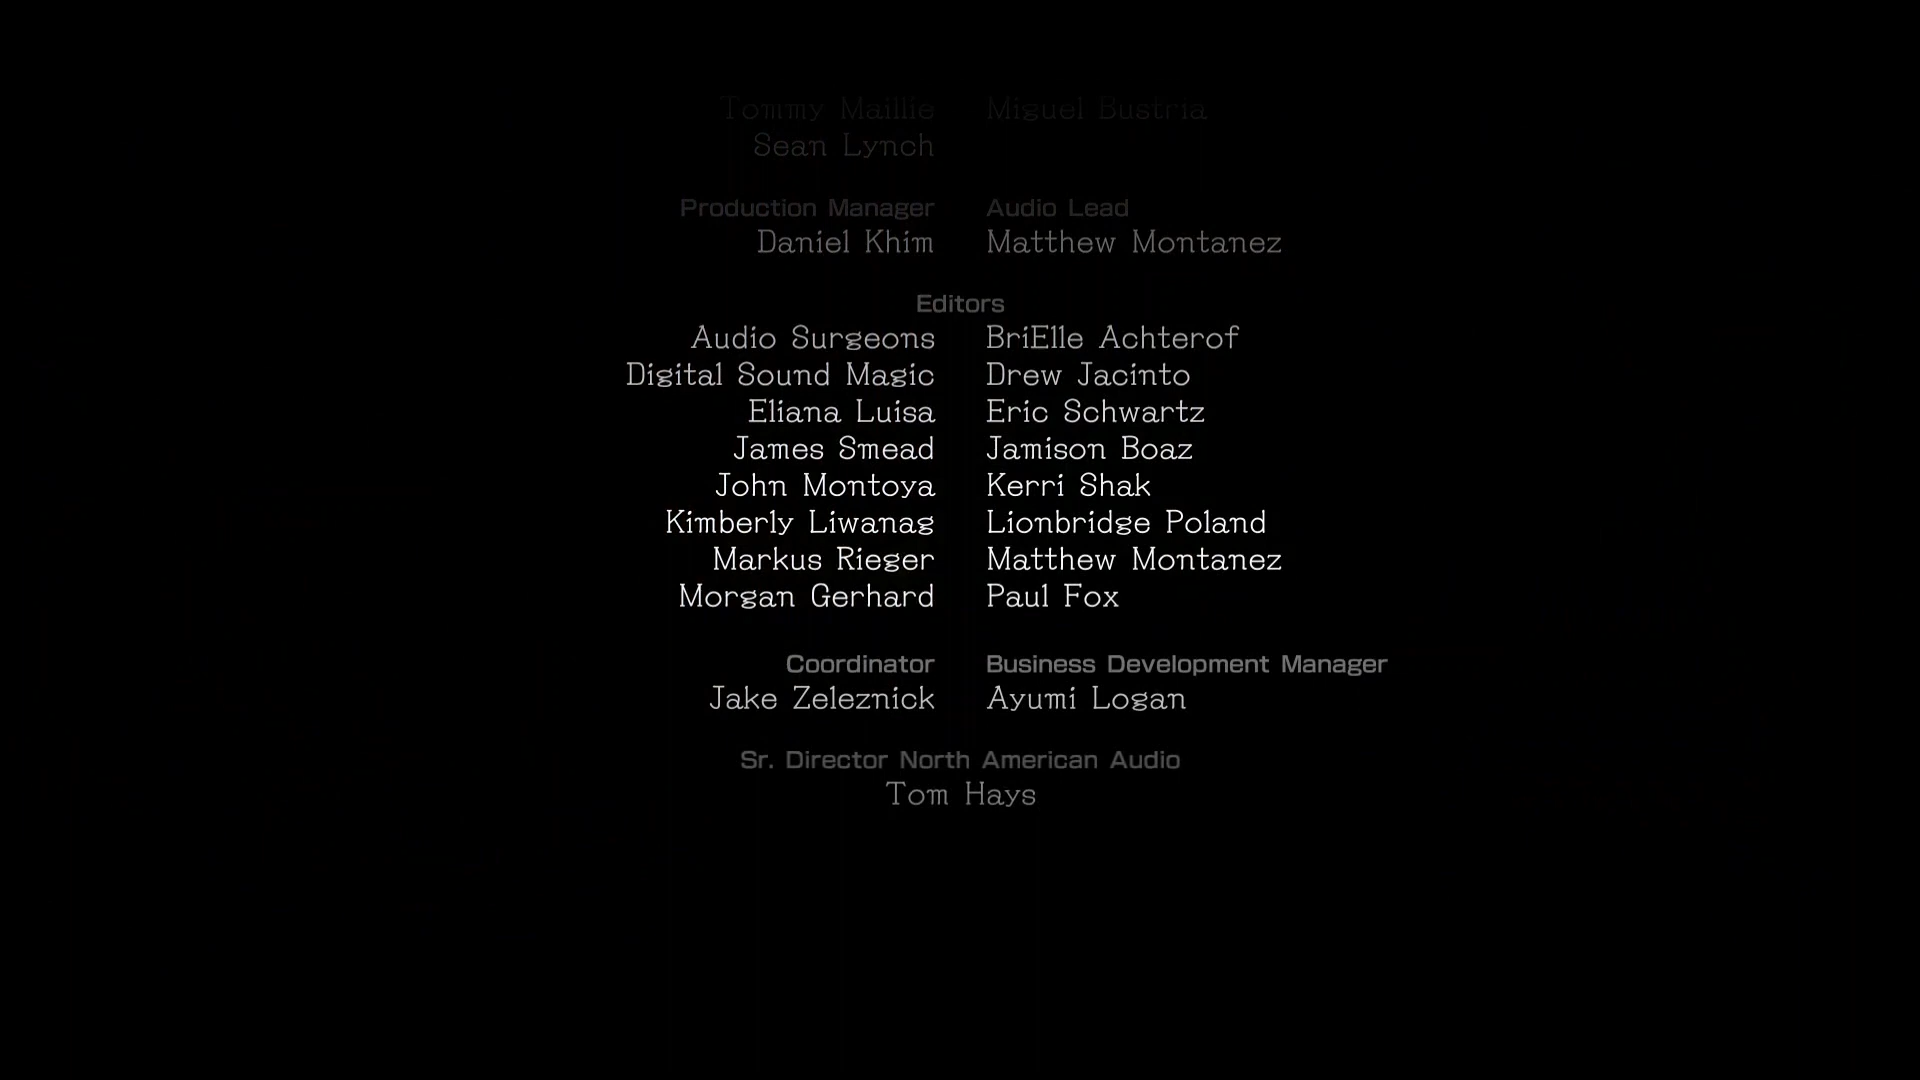 Tommy Maillie Miguel Bustria
Sean Lynch
Production Manager Audio Lead
Daniel Khim Matthew Montanez
Editors
Audio Surgeons BriElle Achterof
Digital Sound Magic Drew Jacinto
Eliana Luisa Eric Schwartz
James Smead Jamison Boaz
John Montoya Kerri Shak
Kimberly Liwanag Lionbridge Poland
Markus Rieger Matthew Montanez
Morgan Gerhard Paul Fox
Coordinator Business Development Manager
Jake Zeleznick Ayumi Logan
Sr. Director North American Audio
Tom Hays